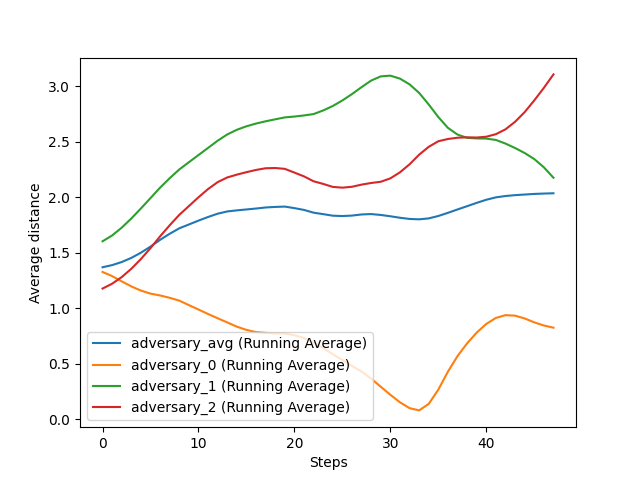 3.0
2.5
2.0
1.5
1.0
0.5
0.0
Average distance
adversary_avg (Running Average)
adversary_0 (Running Average)
adversary_1 (Running Average)
adversary_2 (Running Average)
0 10 20 30 40
Steps